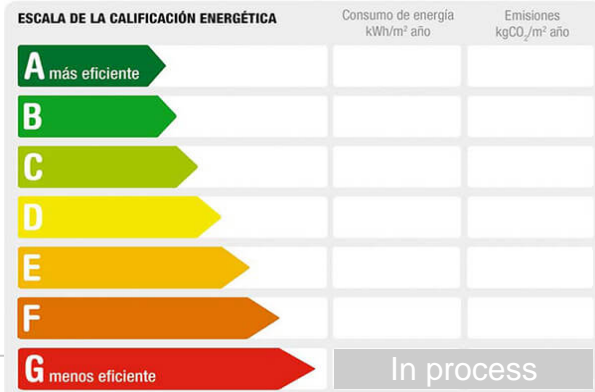 ESCALA DE LA CALIFICACIÓN ENERGÉTICA
Consumo de energía
kWh/m² año
Emisiones
kgCO₂/m² año
A más eficiente
B
C
D
E
F
G menos eficiente
In process